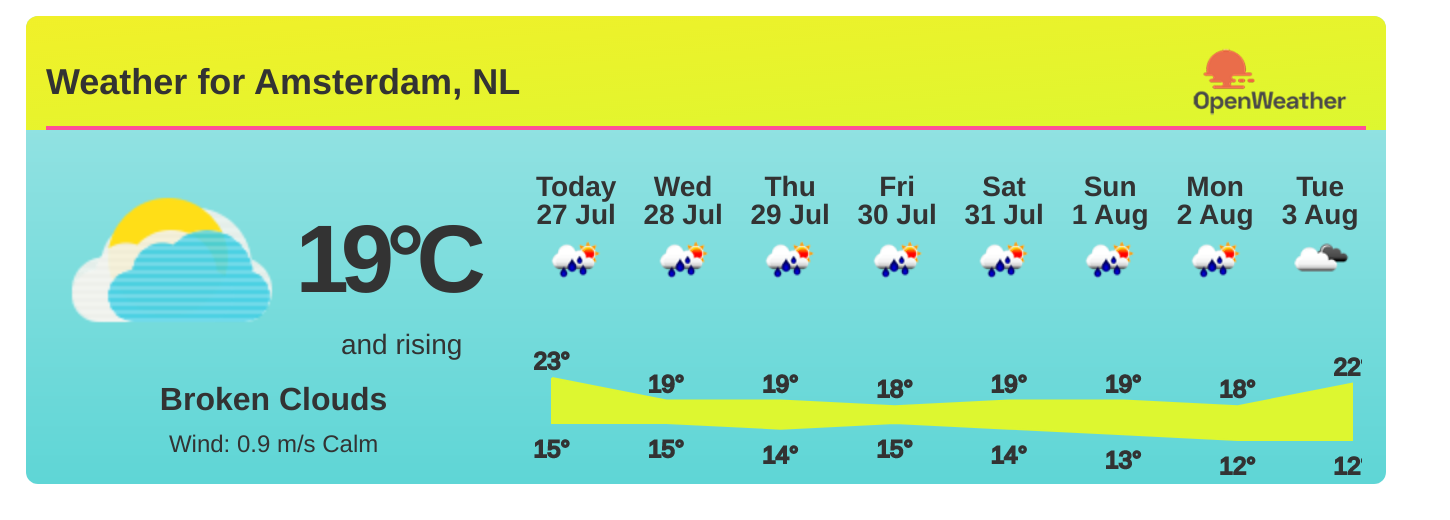 Weather for Amsterdam, NL
OpenWeather
19°C
and rising
Broken Clouds
Wind: 0.9 m/s Calm
Today Wed Thu Fri Sat Sun Mon Tue
27 Jul 28 Jul 29 Jul 30 Jul 31 Jul 1 Aug 2 Aug 3 Aug
23° 19° 19° 18° 19° 19° 18° 22°
15° 15° 14° 15° 14° 13° 12° 12°